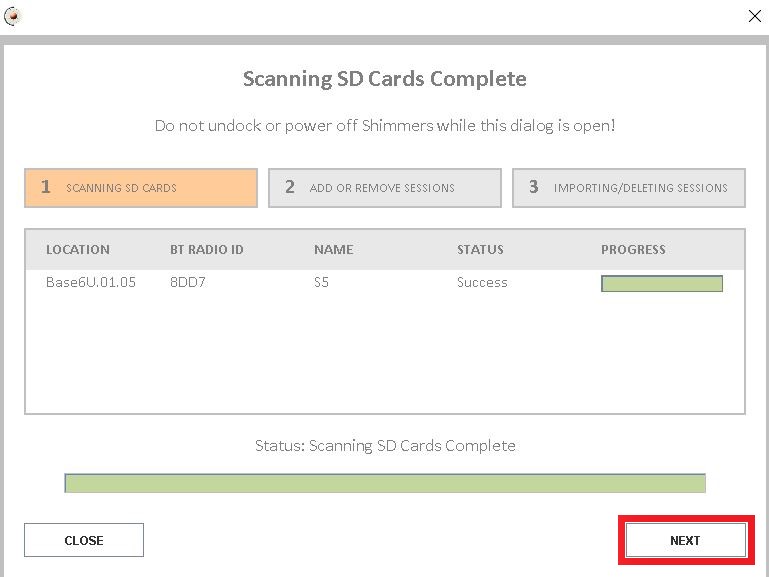 Scanning SD Cards Complete
Do not undock or power off Shimmers while this dialog is open!
1 SCANNING SD CARDS 2 ADD OR REMOVE SESSIONS 3 IMPORTING/DELETING SESSIONS
LOCATION BT RADIO ID NAME STATUS PROGRESS
Base6U.01.05 8DD7 S5 Success
Status: Scanning SD Cards Complete
CLOSE NEXT